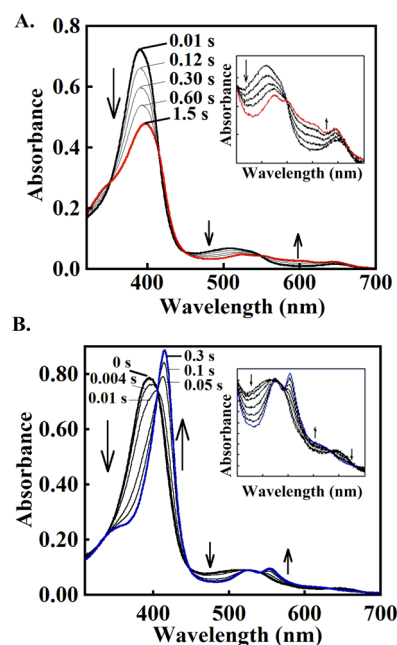 A.
0.01 s
0.12 s
0.30 s
0.60 s
1.5 s
0.8
0.6
0.4
0.2
0.0
Absorbance
Absorbance
Wavelength (nm)
400
500
600
700
Wavelength (nm)
B.
0 s
0.004 s
0.01 s
0.3 s
0.1 s
0.05 s
0.80
0.60
0.40
0.20
0.00
Absorbance
Absorbance
Wavelength (nm)
400
500
600
700
Wavelength (nm)